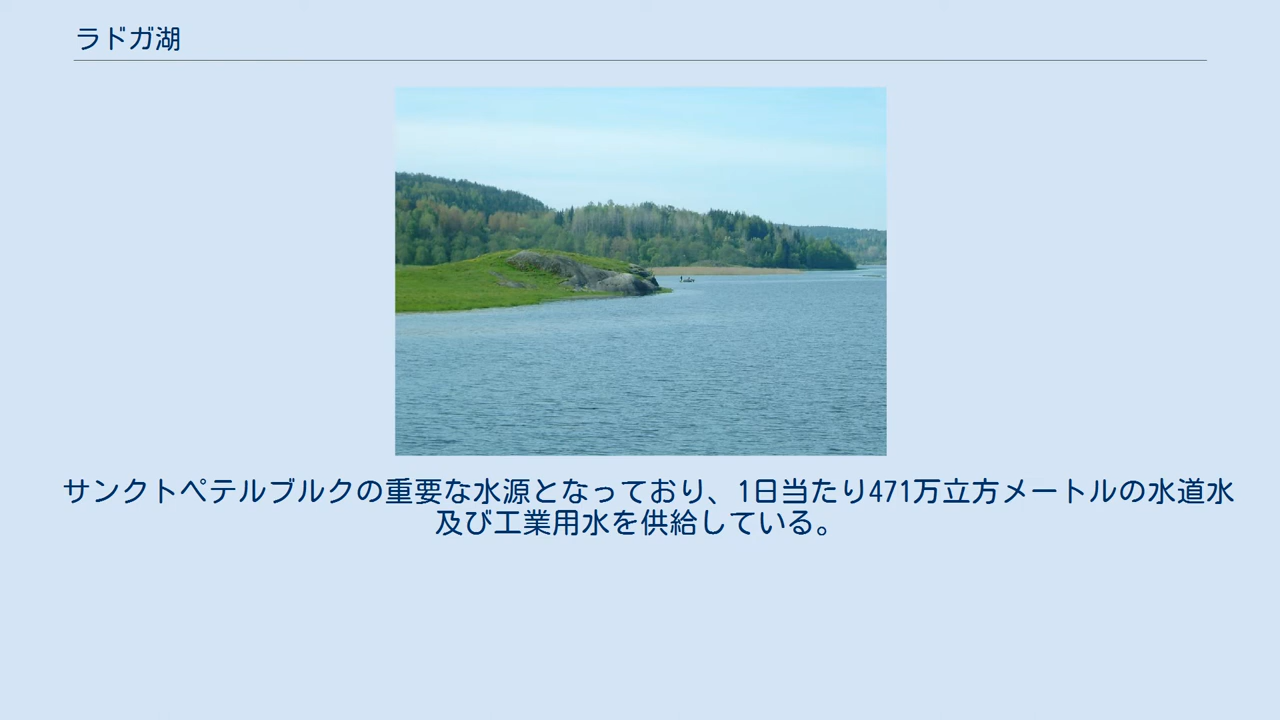 ラドガ湖
サンクトペテルブルクの重要な水源となっており、1日当たり471万立方メートルの水道水
及び工業用水を供給している。